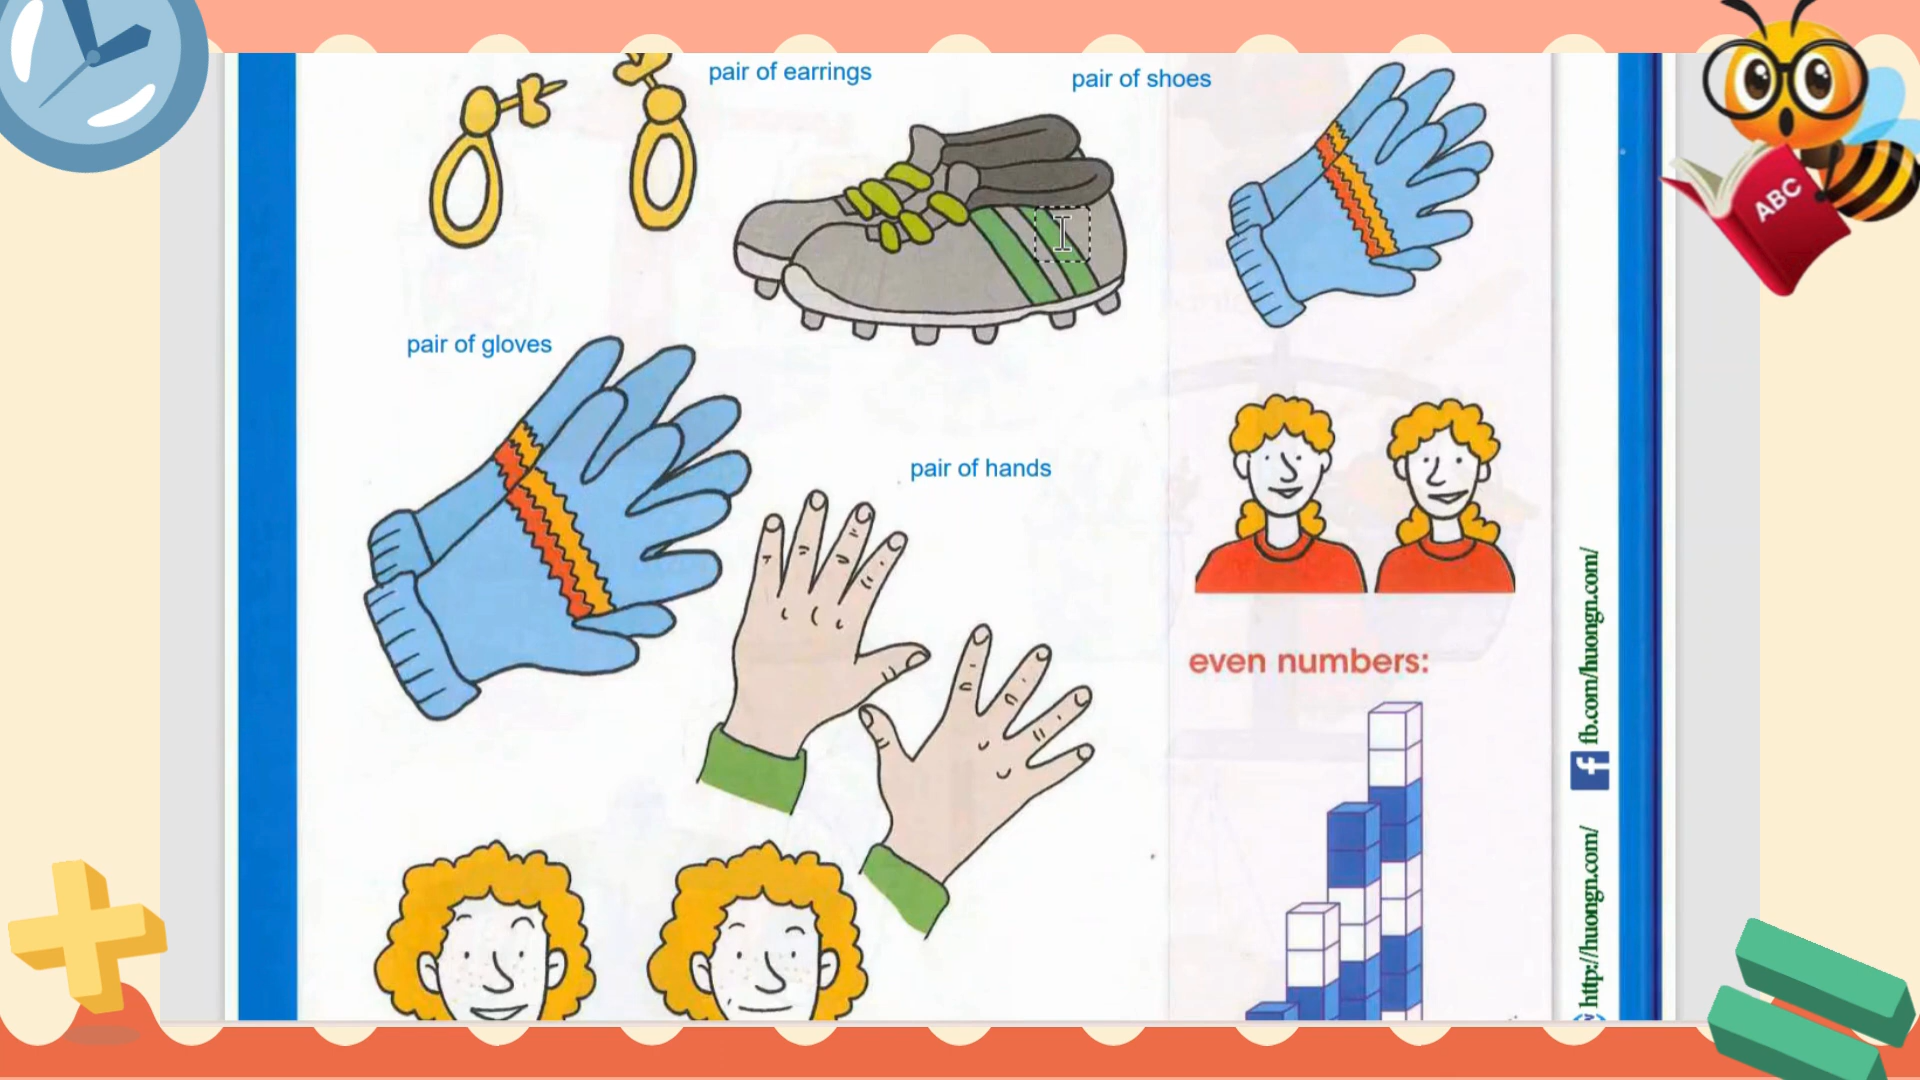 pair of earrings
pair of shoes
pair of gloves
pair of hands
even numbers:
ABC
fb.com/huongn.com/
http://huongn.com/